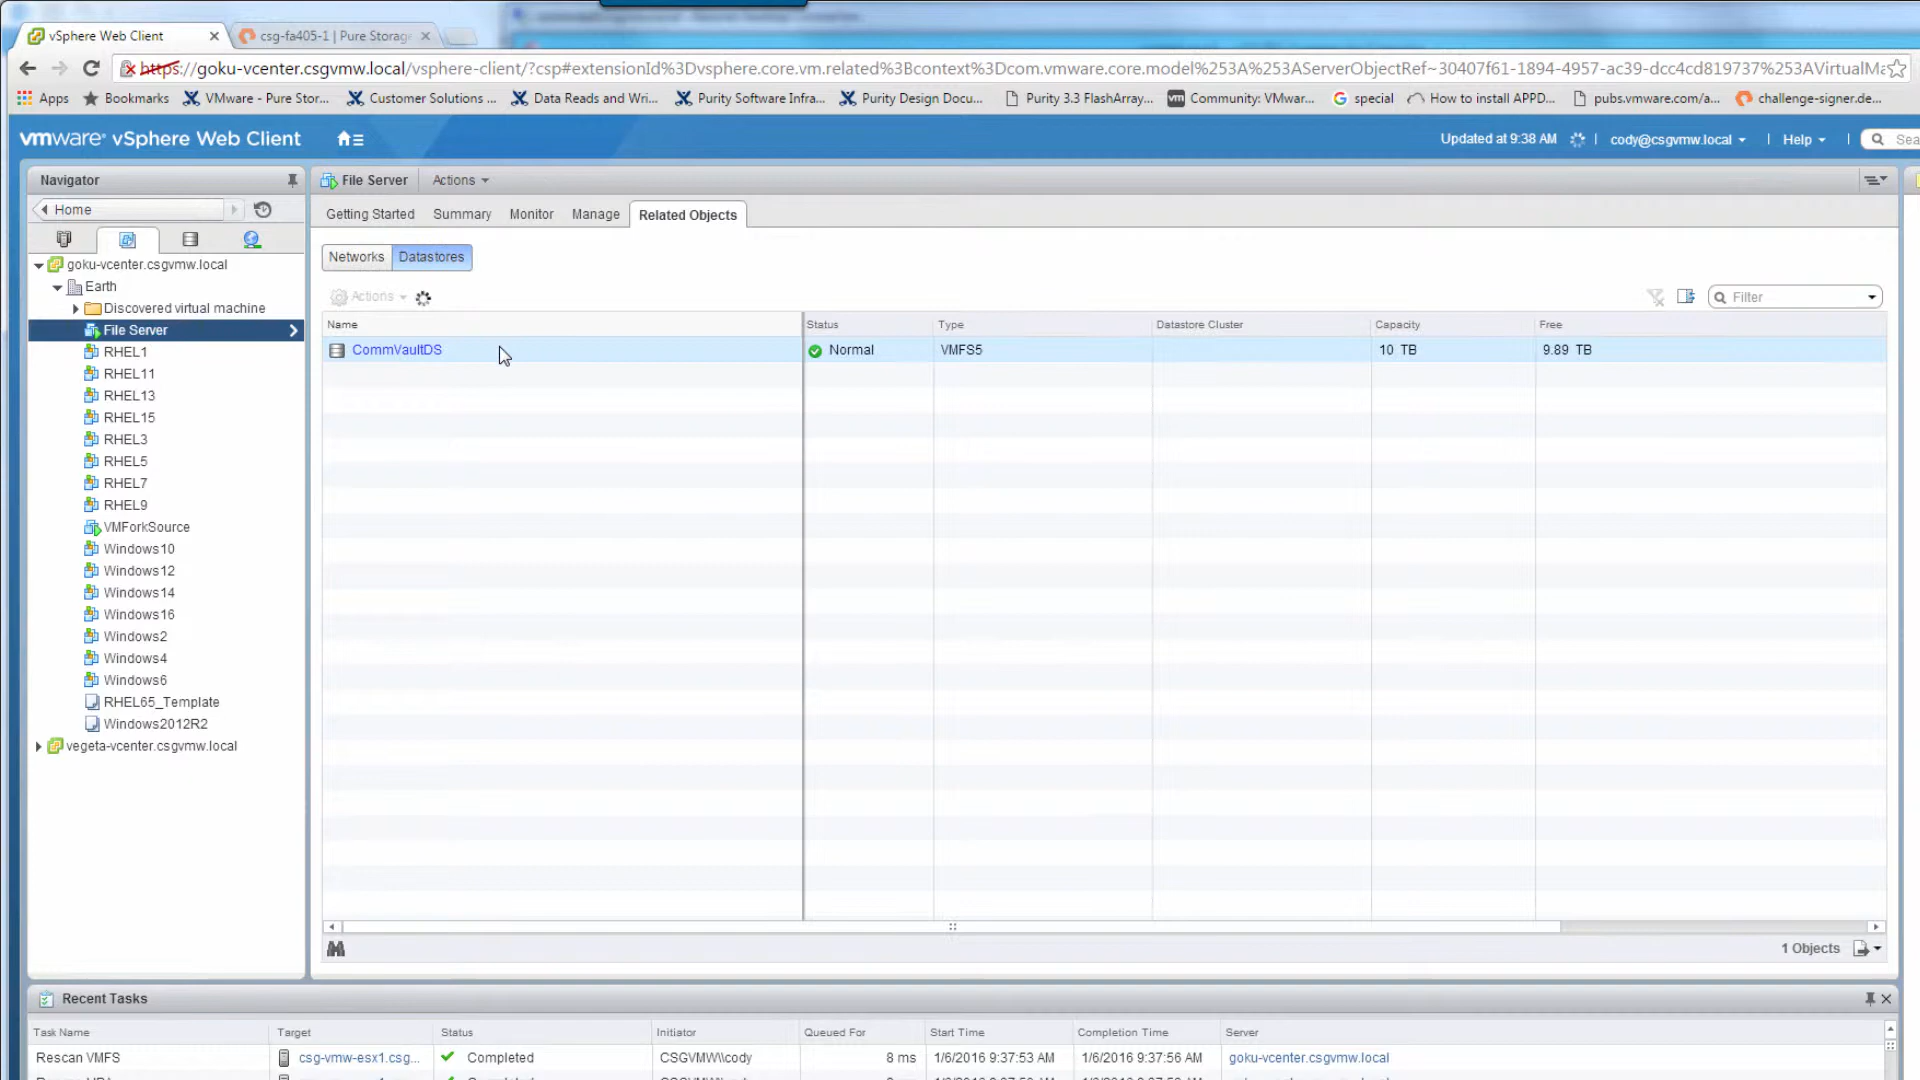 vSphere Web Client
csg-fa405-1 | Pure Storag
https://goku-vcenter.csgvmw.local/vsphere-client/?csp#extensionId%3Dvsphere.core.vm.related%3Bcontext%3Dcom.vmware.core.model%253A%253AServerObjectRef~30407f61-1894-4957-ac39-dcc4cd819737%253AVirtualMa
Apps Bookmarks VMware - Pure Stor... Customer Solutions ... Data Reads and Wri... Purity Software Infra... Purity Design Docu... Purity 3.3 FlashArray... vm Community: VMwar... special How to install APPD... pubs.vmware.com/a... challenge-signer.de...
vmware® vSphere Web Client
Updated at 9:38 AM | cody@csgvmw.local | Help | Sea
Navigator
Home
goku-vcenter.csgvmw.local
Earth
Discovered virtual machine
File Server
RHEL1
RHEL11
RHEL13
RHEL15
RHEL3
RHEL5
RHEL7
RHEL9
VMForkSource
Windows10
Windows12
Windows14
Windows16
Windows2
Windows4
Windows6
RHEL65_Template
Windows2012R2
vegeta-vcenter.csgvmw.local
File Server Actions
Getting Started Summary Monitor Manage Related Objects
Networks Datastores
Actions
Filter
Name Status Type Datastore Cluster Capacity Free
CommVaultDS Normal VMFS5 10 TB 9.89 TB
1 Objects
Recent Tasks
Task Name Target Status Initiator Queued For Start Time Completion Time Server
Rescan VMFS csg-vmw-esx1.csg... Completed CSGVMW\\cody 8 ms 1/6/2016 9:37:53 AM 1/6/2016 9:37:56 AM goku-vcenter.csgvmw.local